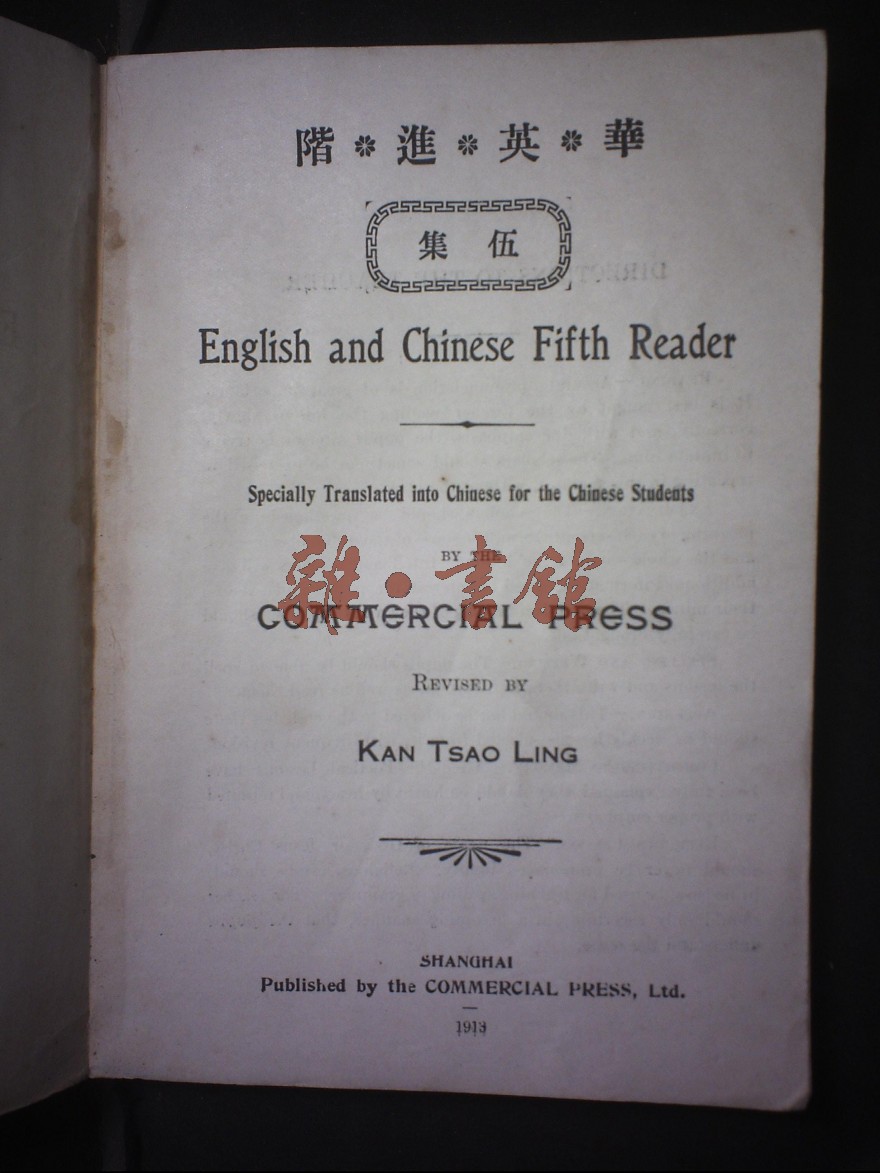 華英進階
伍集
English and Chinese Fifth Reader
Specially Translated into Chinese for the Chinese Students
BY THE
雜·書館
COMMERCIAL PRESS
REVISED BY
KAN TSAO LING
SHANGHAI
Published by the COMMERCIAL PRESS, Ltd.
1913